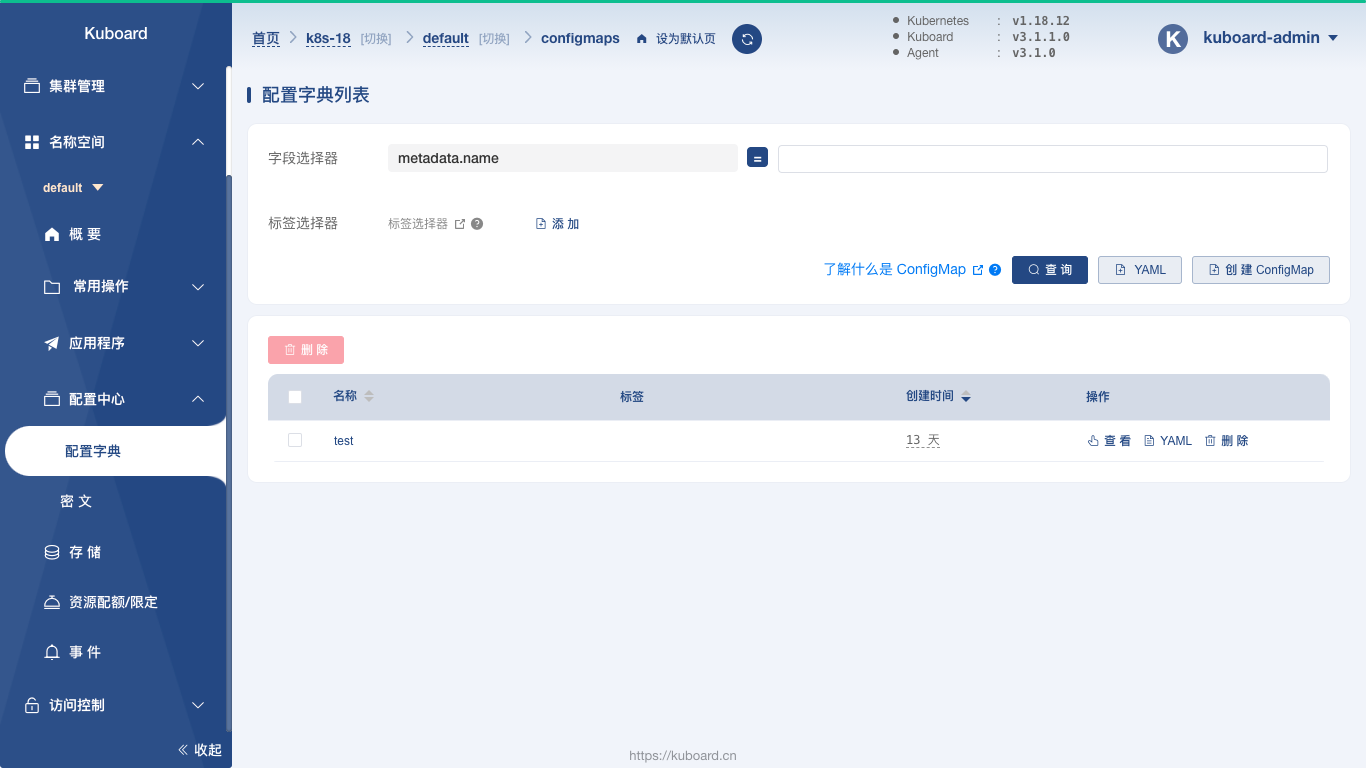 Kuboard
集群管理
名称空间
default
概 要
常用操作
应用程序
配置中心
配置字典
密 文
存 储
资源配额/限定
事 件
访问控制
收起
首页 k8s-18 [切换] default [切换] configmaps 设为默认页
Kubernetes : v1.18.12
Kuboard : v3.1.1.0
Agent : v3.1.0
K kuboard-admin
配置字典列表
字段选择器 metadata.name =
标签选择器 标签选择器 ? 添 加
了解什么是 ConfigMap ? 查 询 YAML 创 建 ConfigMap
删 除
名称 标签 创建时间 操作
test 13 天 查 看 YAML 删 除
https://kuboard.cn